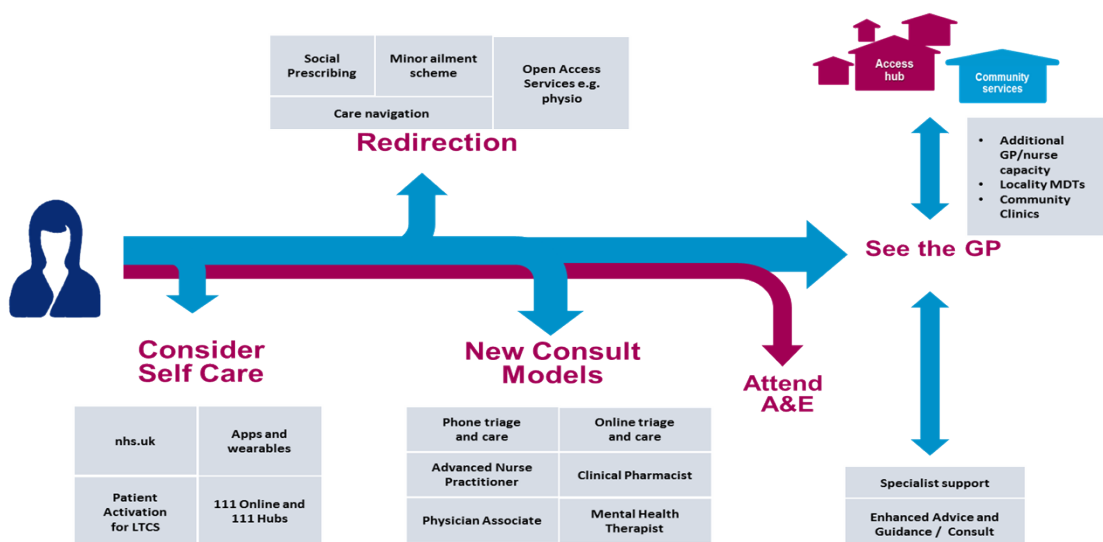 Social
Prescribing
Minor ailment
scheme
Open Access
Services e.g.
physio
Care navigation
Redirection
Access
hub
Community
services
• Additional
GP/nurse
capacity
• Locality MDTs
• Community
Clinics
See the GP
Consider
Self Care
New Consult
Models
Attend
A&E
nhs.uk
Apps and
wearables
Patient
Activation
for LTCS
111 Online and
111 Hubs
Phone triage
and care
Online triage
and care
Advanced Nurse
Practitioner
Clinical Pharmacist
Physician Associate
Mental Health
Therapist
Specialist support
Enhanced Advice and
Guidance / Consult